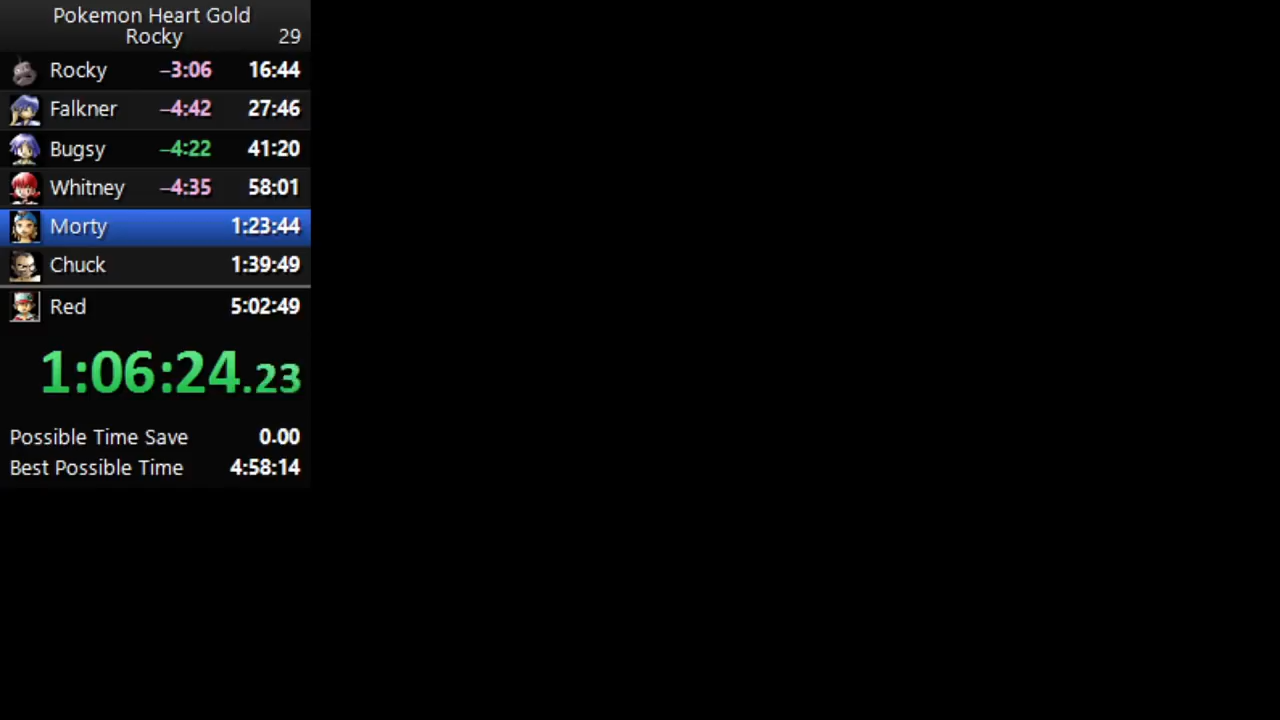 Pokemon Heart Gold
Rocky 29
Rocky −3:06 16:44
Falkner −4:42 27:46
Bugsy −4:22 41:20
Whitney −4:35 58:01
Morty 1:23:44
Chuck 1:39:49
Red 5:02:49
1:06:24.23
Possible Time Save 0.00
Best Possible Time 4:58:14